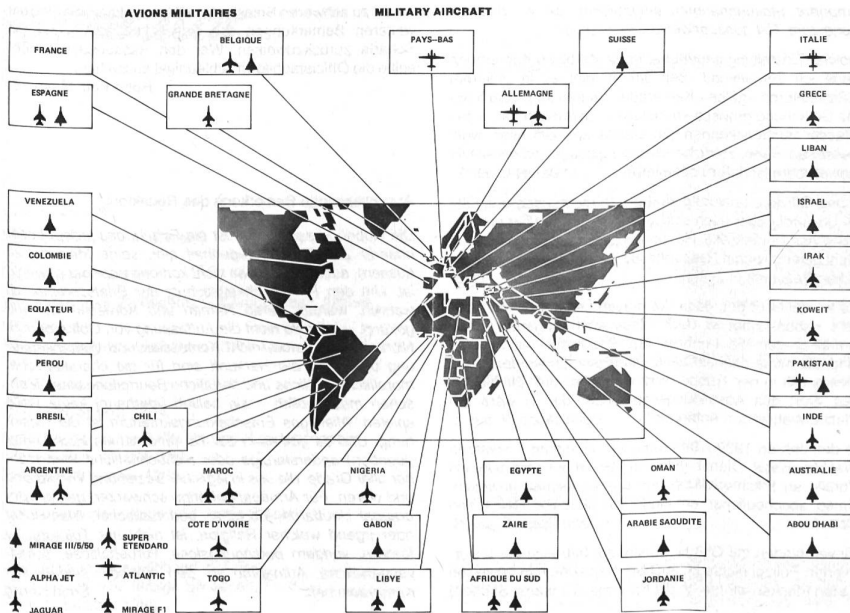 AVIONS MILITAIRES
MILITARY AIRCRAFT
FRANCE
BELGIQUE
PAYS-BAS
SUISSE
ITALIE
ESPAGNE
GRANDE BRETAGNE
ALLEMAGNE
GRECE
LIBAN
VENEZUELA
ISRAEL
COLOMBIE
IRAK
EQUATEUR
KOWEIT
PEROU
PAKISTAN
BRESIL
CHILI
INDE
ARGENTINE
MAROC
NIGERIA
EGYPTE
OMAN
AUSTRALIE
COTE D'IVOIRE
GABON
ZAIRE
ARABIE SAOUDITE
ABOU DHABI
TOGO
LIBYE
AFRIQUE DU SUD
JORDANIE
MIRAGE III/5/50
SUPER
ETENDARD
ALPHA JET
ATLANTIC
JAGUAR
MIRAGE F1